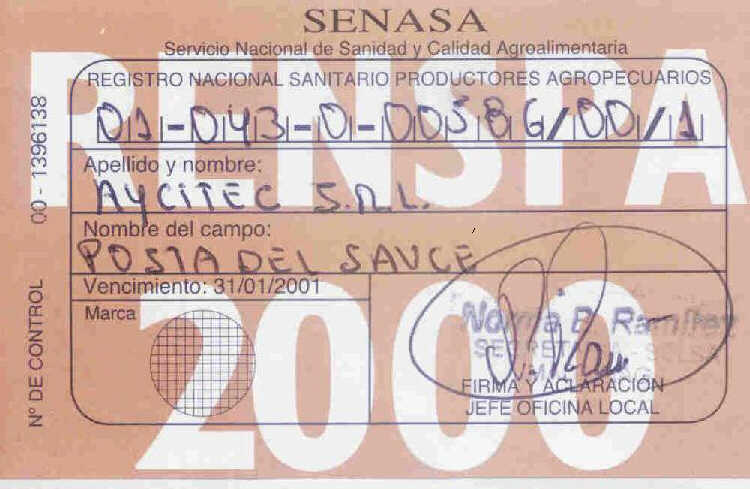 SENASA
Servicio Nacional de Sanidad y Calidad Agroalimentaria
RENSPA
REGISTRO NACIONAL SANITARIO PRODUCTORES AGROPECUARIOS
01-043-0-00586/00/1
Apellido y nombre:
AYCITEC S.R.L.
Nombre del campo:
POSTA DEL SAUCE
Vencimiento: 31/01/2001
Marca
2000
Norma B. Ramirez
FIRMA Y ACLARACIÓN
JEFE OFICINA LOCAL
Nº DE CONTROL 00 - 1396138